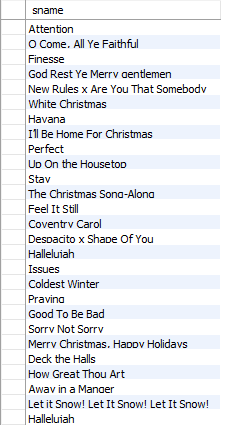 sname
Attention
O Come, All Ye Faithful
Finesse
God Rest Ye Merry gentlemen
New Rules x Are You That Somebody
White Christmas
Havana
I'll Be Home For Christmas
Perfect
Up On the Housetop
Stay
The Christmas Song-Along
Feel It Still
Coventry Carol
Despacito x Shape Of You
Hallelujah
Issues
Coldest Winter
Praying
Good To Be Bad
Sorry Not Sorry
Merry Christmas, Happy Holidays
Deck the Halls
How Great Thou Art
Away in a Manger
Let it Snow! Let It Snow! Let It Snow!
Hallelujah